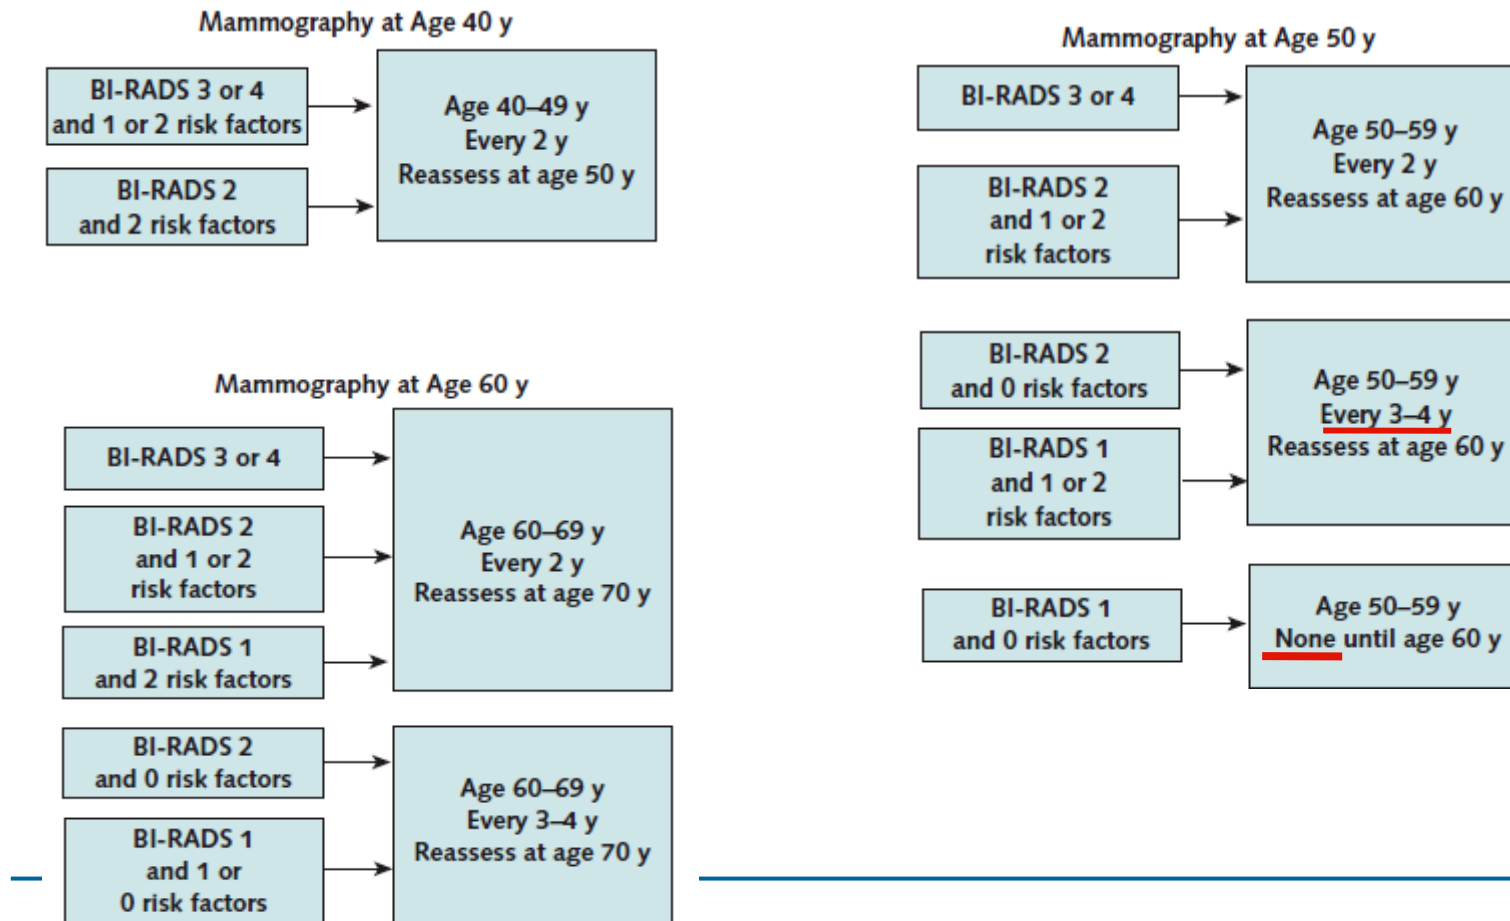 Mammography at Age 40 y
BI-RADS 3 or 4
and 1 or 2 risk factors
BI-RADS 2
and 2 risk factors
Age 40–49 y
Every 2 y
Reassess at age 50 y
Mammography at Age 60 y
BI-RADS 3 or 4
BI-RADS 2
and 1 or 2
risk factors
BI-RADS 1
and 2 risk factors
Age 60–69 y
Every 2 y
Reassess at age 70 y
BI-RADS 2
and 0 risk factors
BI-RADS 1
and 1 or
0 risk factors
Age 60–69 y
Every 3–4 y
Reassess at age 70 y
Mammography at Age 50 y
BI-RADS 3 or 4
BI-RADS 2
and 1 or 2
risk factors
Age 50–59 y
Every 2 y
Reassess at age 60 y
BI-RADS 2
and 0 risk factors
BI-RADS 1
and 1 or 2
risk factors
Age 50–59 y
Every 3–4 y
Reassess at age 60 y
BI-RADS 1
and 0 risk factors
Age 50–59 y
None until age 60 y